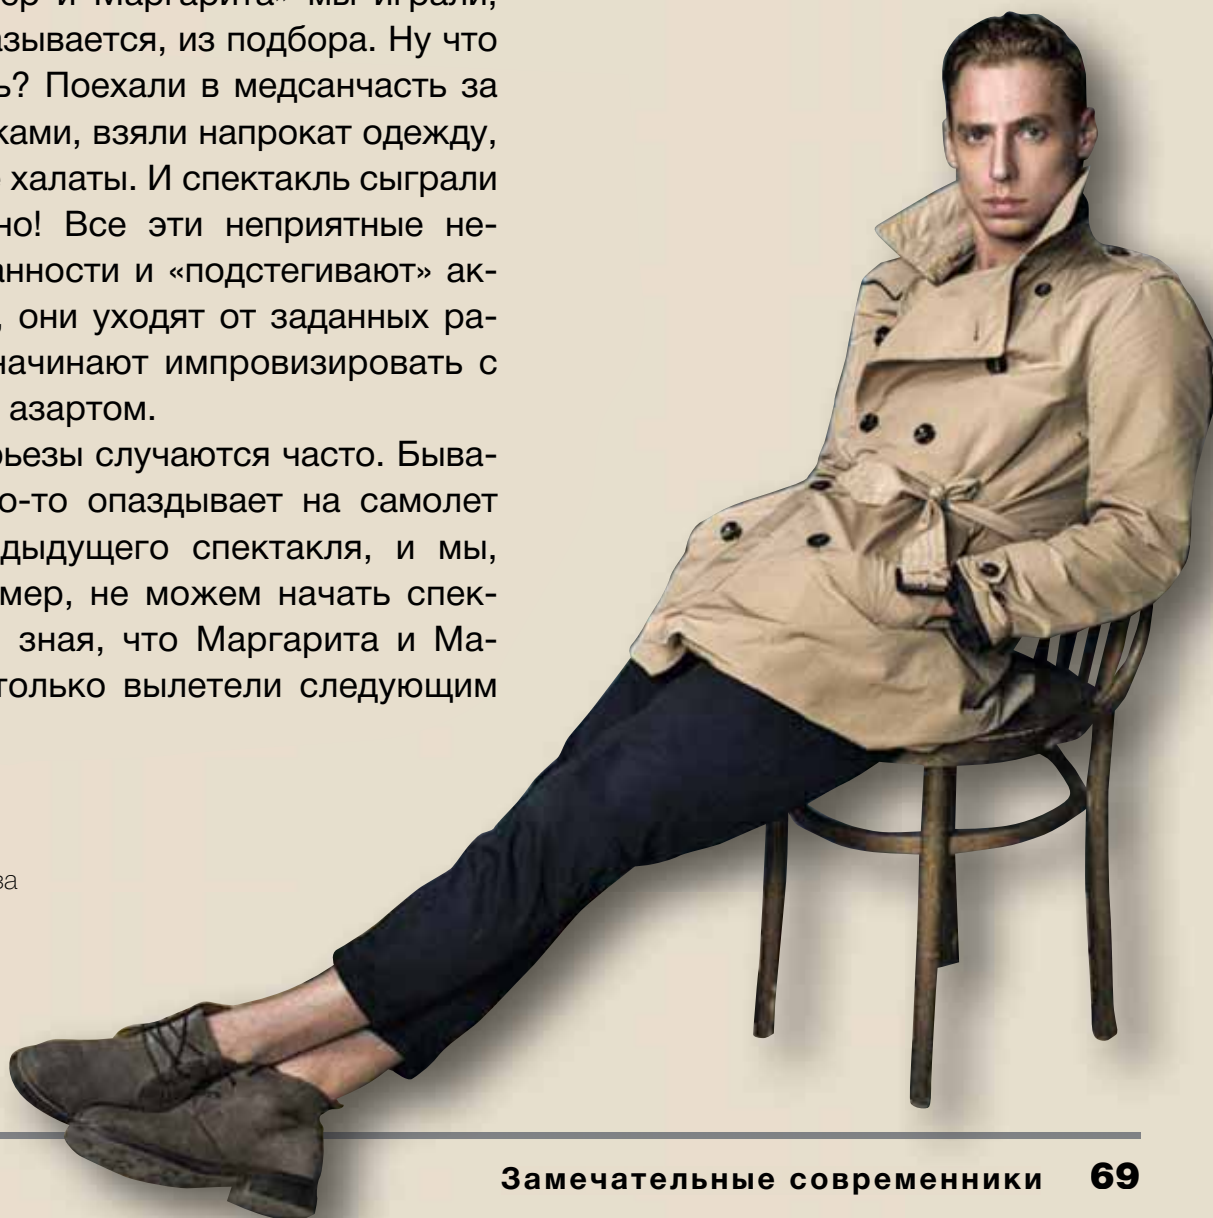 ер и Маргарита» мы играли,
азывается, из подбора. Ну что
ь? Поехали в медсанчасть за
ками, взяли напрокат одежду,
халаты. И спектакль сыграли
но! Все эти неприятные не-
анности и «подстегивают» ак-
, они уходят от заданных ра-
начинают импровизировать с
азартом.
рьезы случаются часто. Быва-
о-то опаздывает на самолет
дыдущего спектакля, и мы,
мер, не можем начать спек-
зная, что Маргарита и Ма-
только вылетели следующим
ва
Замечательные современники 69